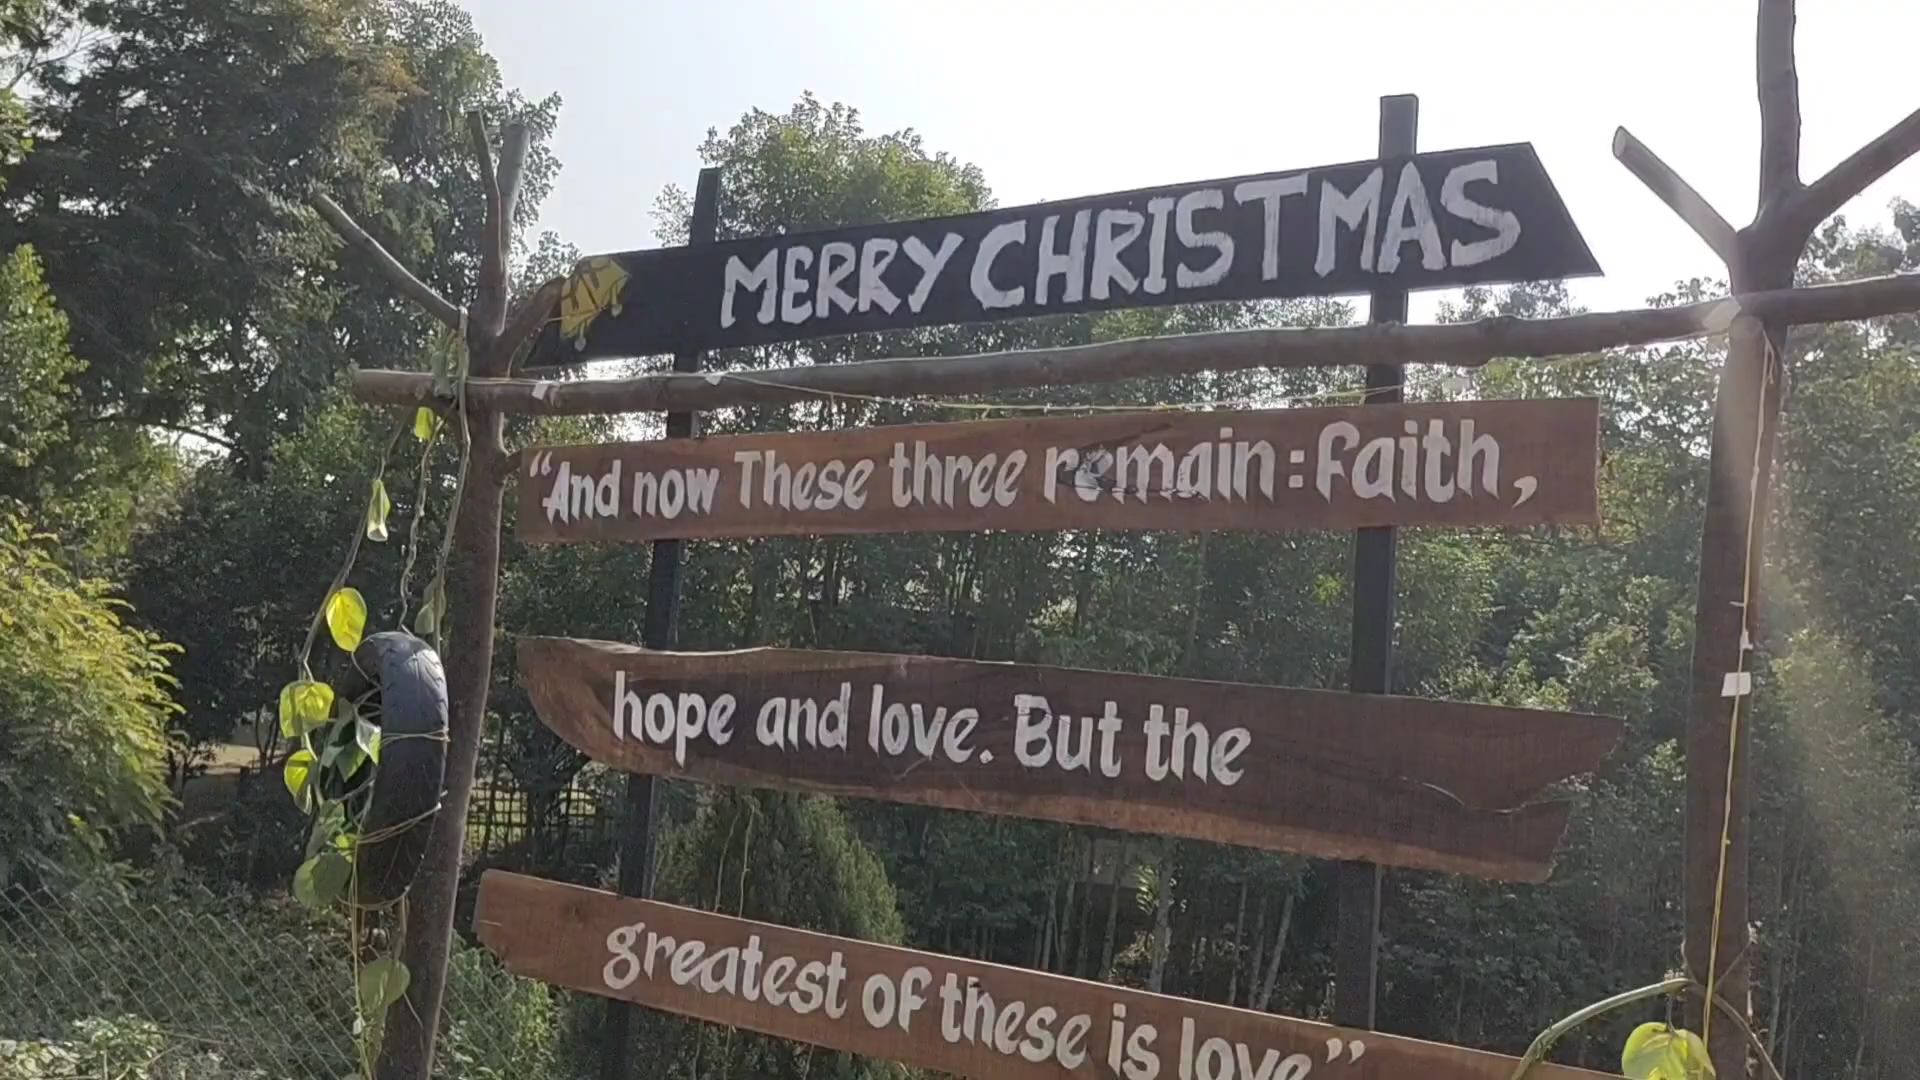 MERRY CHRISTMAS
"And now These three remain: faith,
hope and love. But the
greatest of these is love"